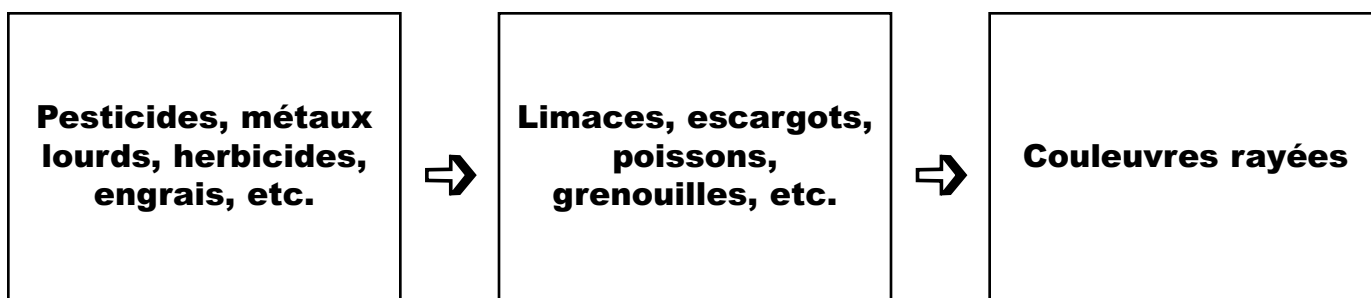 Pesticides, métaux
lourds, herbicides,
engrais, etc.
Limaces, escargots,
poissons,
grenouilles, etc.
Couleuvres rayées